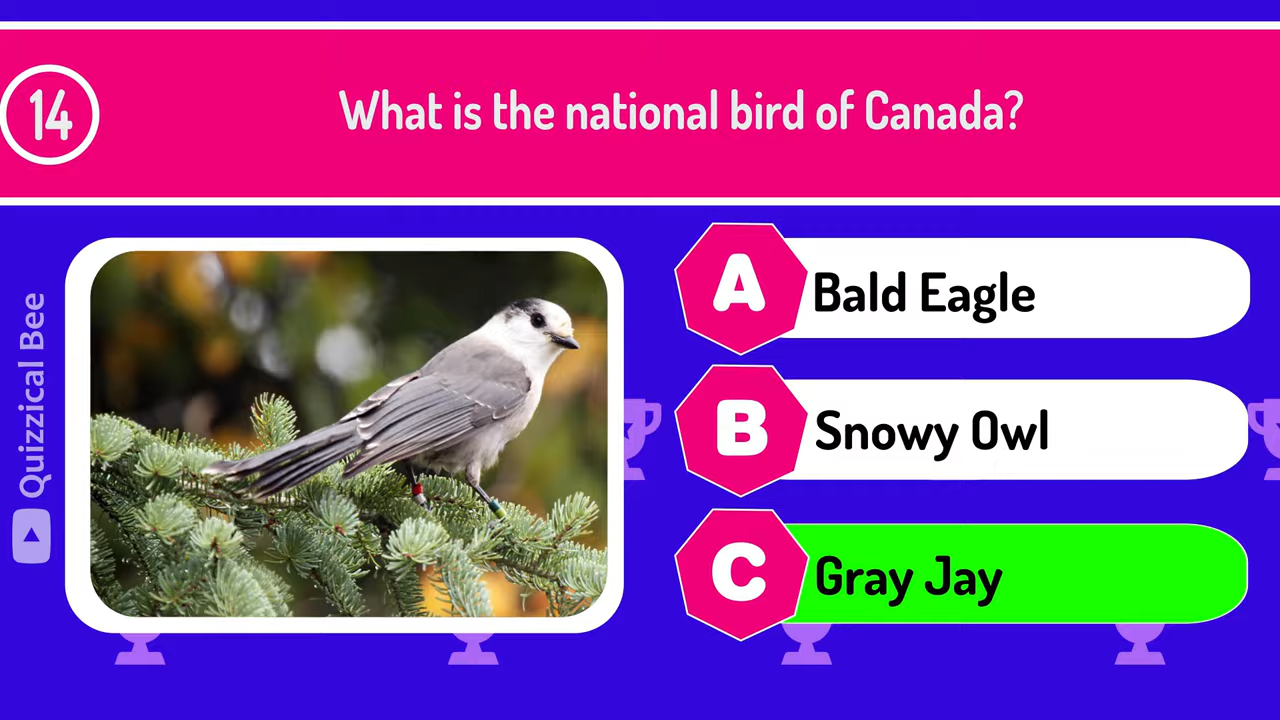 14
What is the national bird of Canada?
Quizzical Bee
A
Bald Eagle
B
Snowy Owl
C
Gray Jay